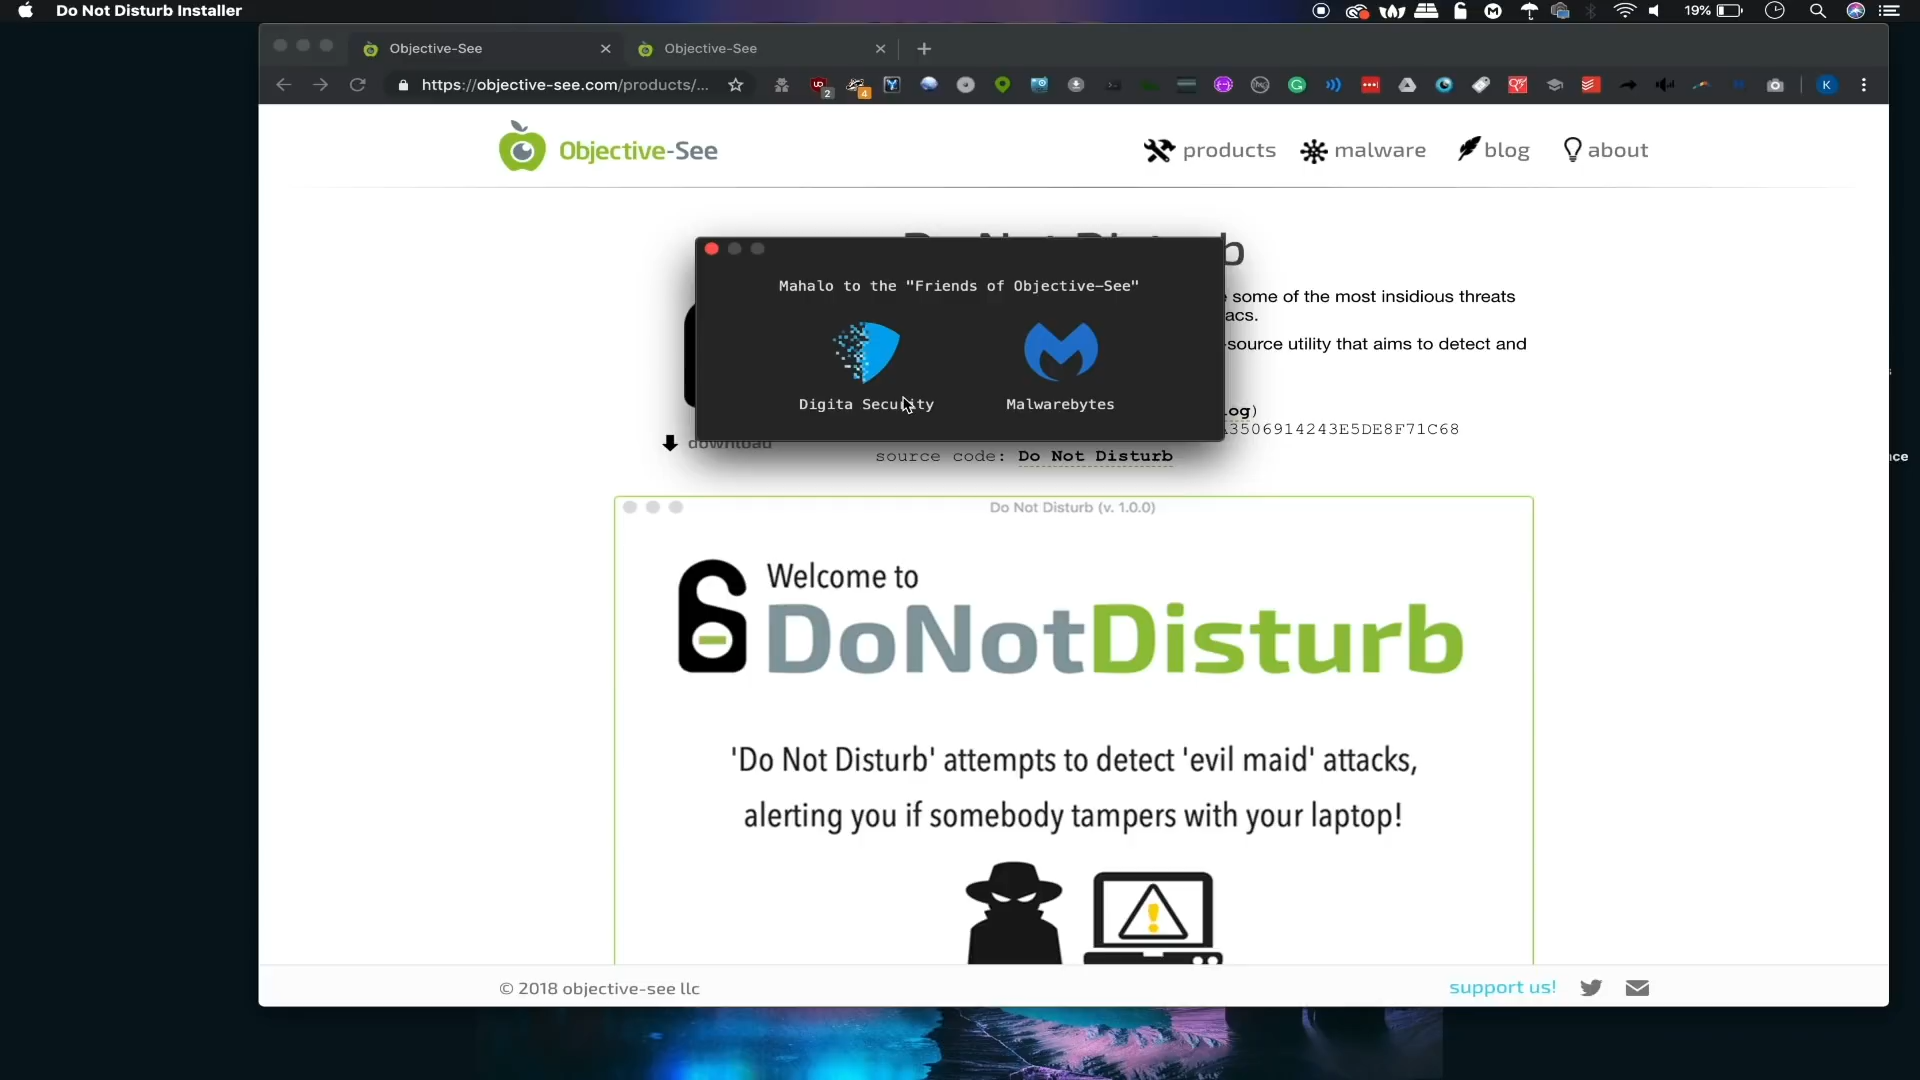 Do Not Disturb Installer
19%
Objective-See
Objective-See
https://objective-see.com/products/...
2
4
K
Objective-See
products
malware
blog
about
Mahalo to the "Friends of Objective-See"
Digita Security
Malwarebytes
some of the most insidious threats
acs.
-source utility that aims to detect and
log)
3506914243E5DE8F71C68
download
source code: Do Not Disturb
Do Not Disturb (v. 1.0.0)
Welcome to
DoNotDisturb
'Do Not Disturb' attempts to detect 'evil maid' attacks,
alerting you if somebody tampers with your laptop!
© 2018 objective-see llc
support us!